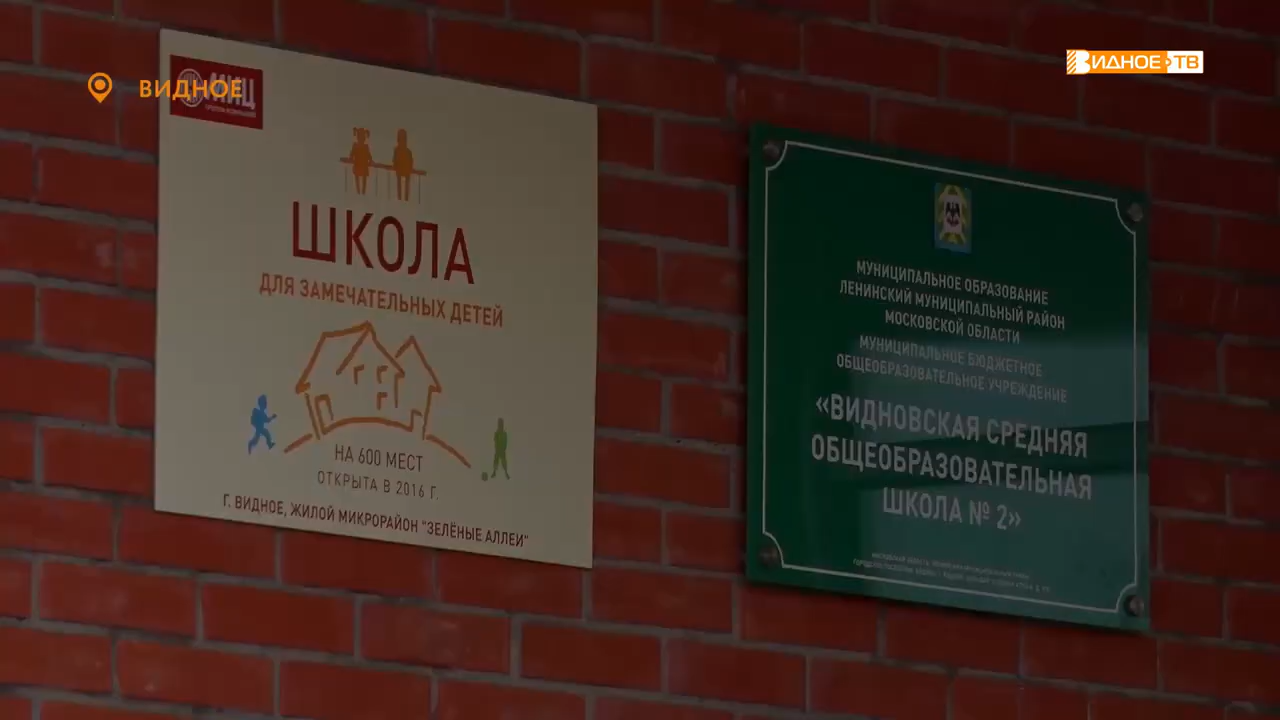 ВИДНОЕ
ВИДНОЕ ТВ
МИЦ
ШКОЛА
ДЛЯ ЗАМЕЧАТЕЛЬНЫХ ДЕТЕЙ
НА 600 МЕСТ
ОТКРЫТА В 2016 Г.
Г. ВИДНОЕ, ЖИЛОЙ МИКРОРАЙОН "ЗЕЛЁНЫЕ АЛЛЕИ"
МУНИЦИПАЛЬНОЕ ОБРАЗОВАНИЕ
ЛЕНИНСКИЙ МУНИЦИПАЛЬНЫЙ РАЙОН
МОСКОВСКОЙ ОБЛАСТИ
МУНИЦИПАЛЬНОЕ БЮДЖЕТНОЕ
ОБЩЕОБРАЗОВАТЕЛЬНОЕ УЧРЕЖДЕНИЕ
«ВИДНОВСКАЯ СРЕДНЯЯ
ОБЩЕОБРАЗОВАТЕЛЬНАЯ
ШКОЛА № 2»